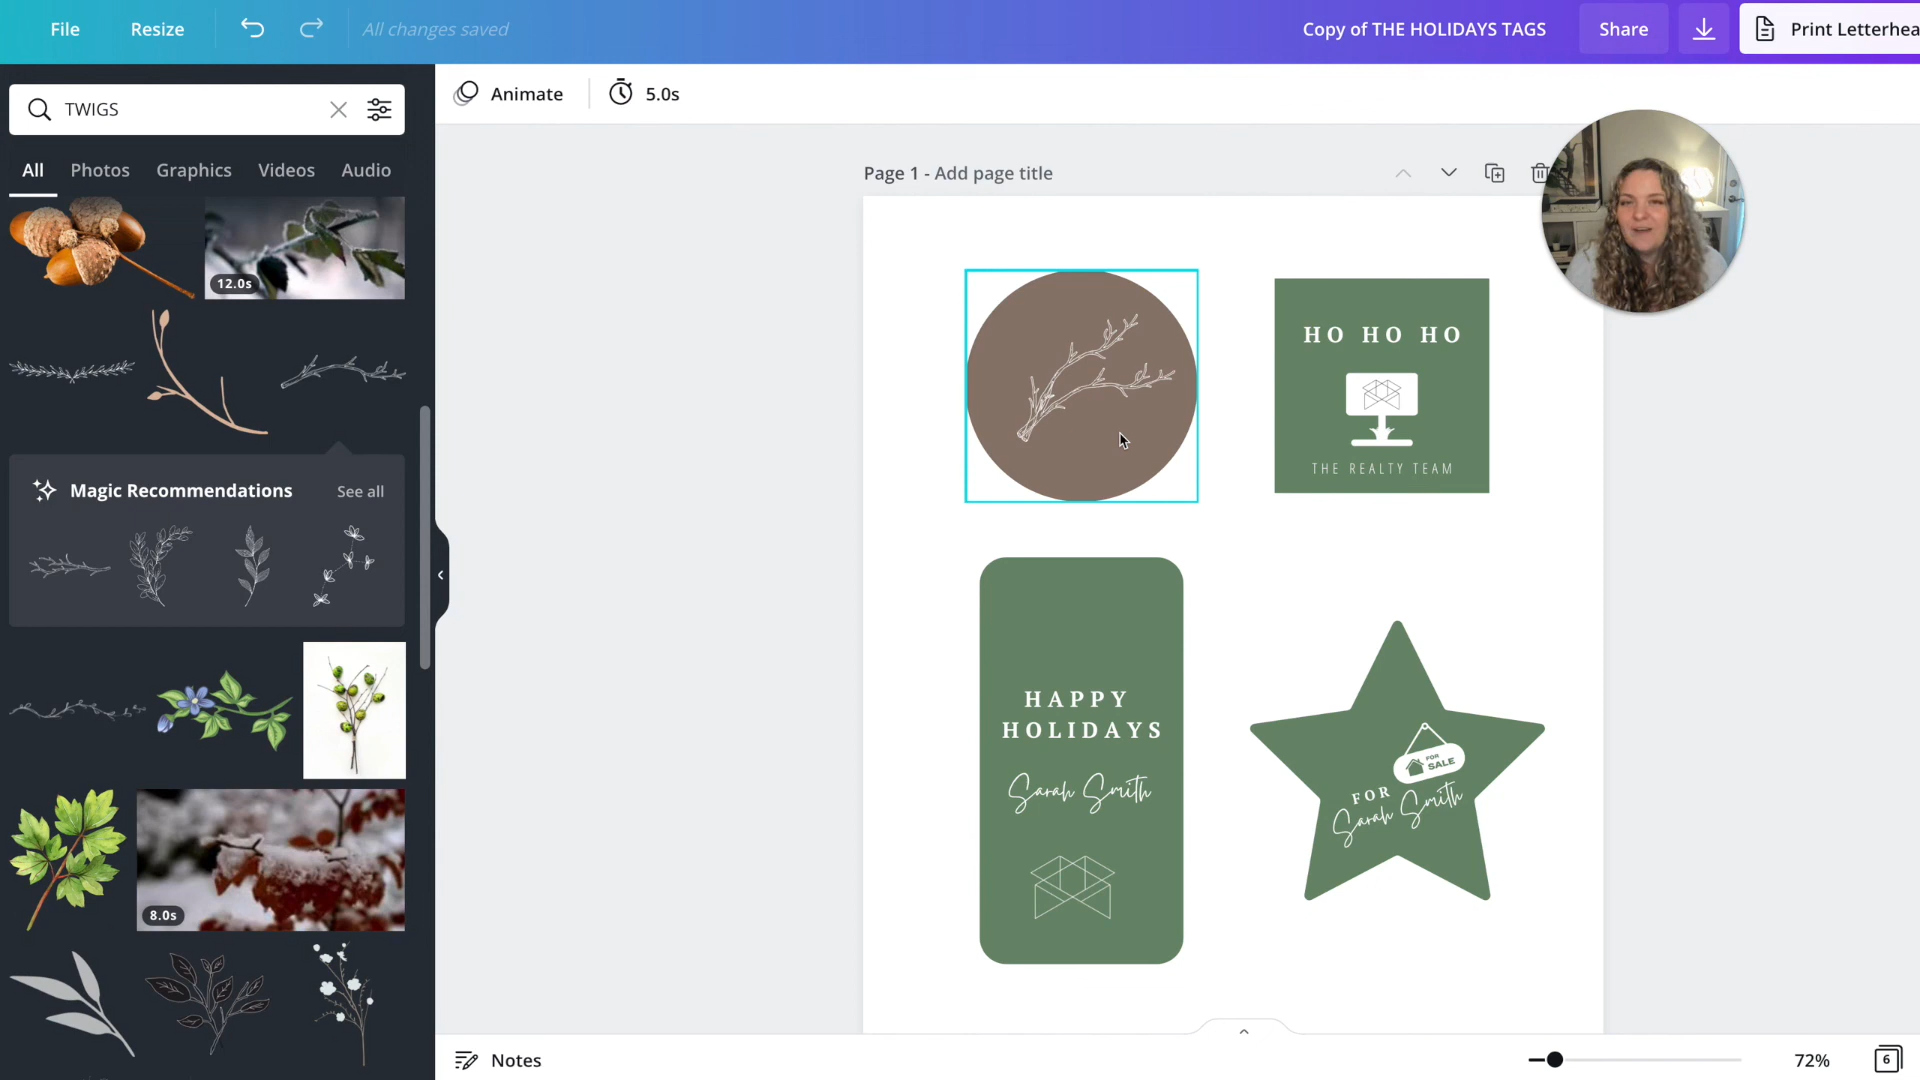 File
Resize
All changes saved
Copy of THE HOLIDAYS TAGS
Share
Print Letterhea
TWIGS
Animate
5.0s
All
Photos
Graphics
Videos
Audio
Page 1 - Add page title
12.0s
HO HO HO
THE REALTY TEAM
Magic Recommendations
See all
HAPPY
HOLIDAYS
Sarah Smith
FOR
SALE
FOR
Sarah Smith
8.0s
Notes
72%
6